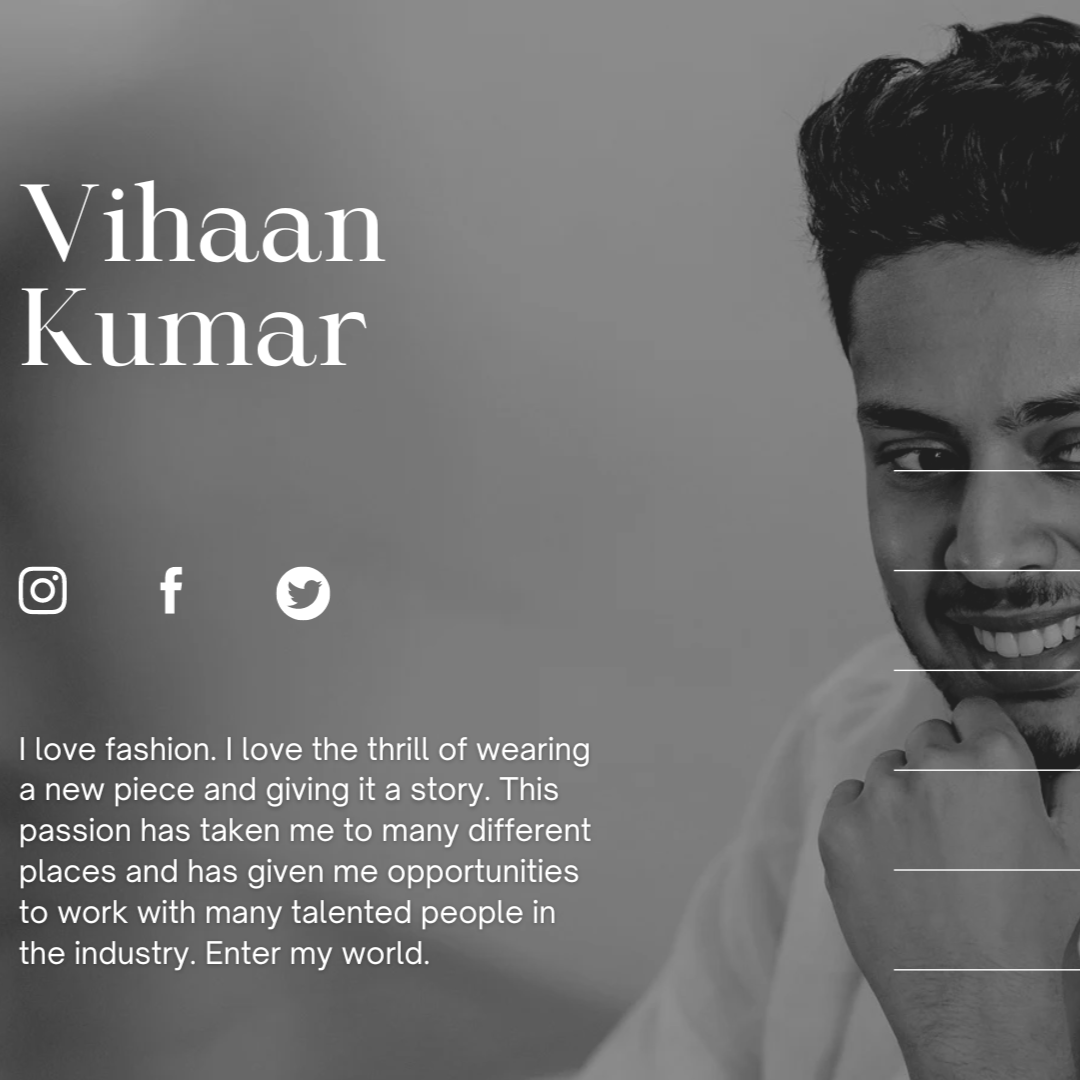 Vihaan
Kumar
I love fashion. I love the thrill of wearing
a new piece and giving it a story. This
passion has taken me to many different
places and has given me opportunities
to work with many talented people in
the industry. Enter my world.